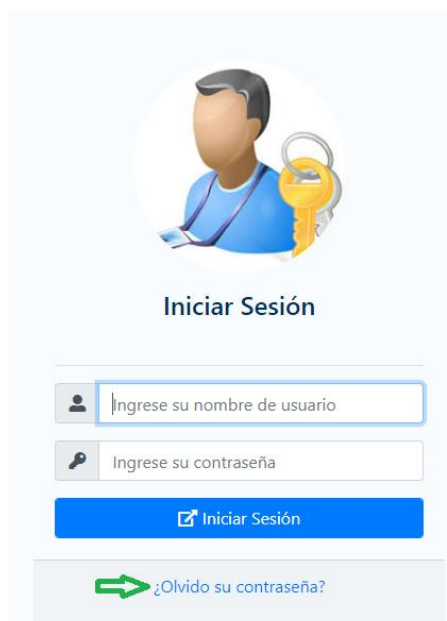 Iniciar Sesión
Ingrese su nombre de usuario
Ingrese su contraseña
Iniciar Sesión
¿Olvido su contraseña?